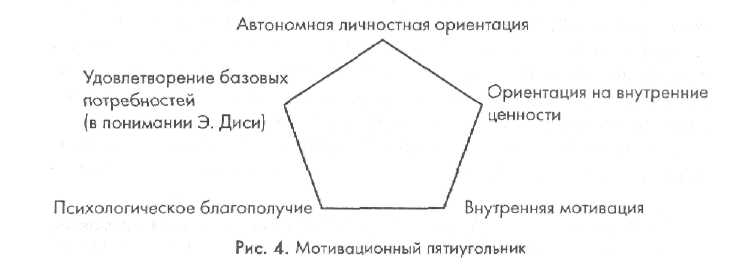 Автономная личностная ориентация
Удовлетворение базовых
потребностей
(в понимании Э. Диси)
Ориентация на внутренние
ценности
Психологическое благополучие
Внутренняя мотивация
Рис. 4. Мотивационный пятиугольник